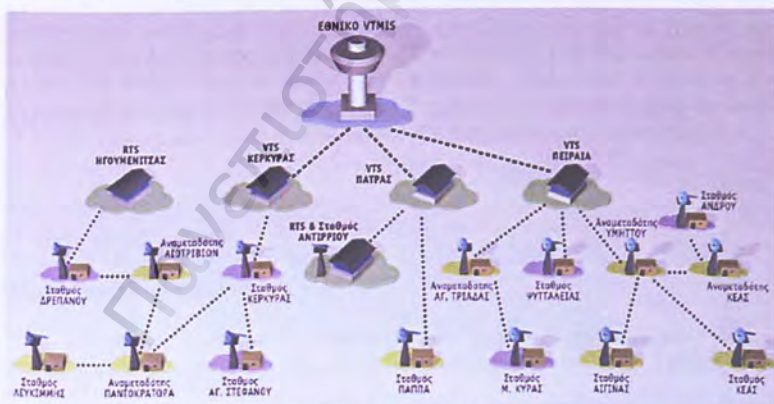 ΕΘΝΙΚΟ VTMIS
RTS
ΗΓΟΥΜΕΝΙΤΣΑΣ
VTS
ΚΕΡΚΥΡΑΣ
VTS
ΠΑΤΡΑΣ
VTS
ΠΕΙΡΑΙΑ
Σταθμός
ΑΝΔΡΟΥ
Αναμεταδότης
ΥΜΗΤΤΟΥ
RTS & Σταθμός
ΑΝΤΙΡΡΙΟΥ
Αναμεταδότης
ΛΙΟΤΡΙΒΙΟΝ
Σταθμός
ΔΡΕΠΑΝΟΥ
Σταθμός
ΚΕΡΚΥΡΑΣ
Αναμεταδότης
ΑΓ. ΤΡΙΑΔΑΣ
Σταθμός
ΨΥΤΤΑΛΕΙΑΣ
Αναμεταδότης
ΚΕΑΣ
Σταθμός
ΛΕΥΚΙΜΜΗΣ
Αναμεταδότης
ΠΑΝΤΟΚΡΑΤΟΡΑ
Σταθμός
ΑΓ. ΣΤΕΦΑΝΟΥ
Σταθμός
ΠΑΠΠΑ
Σταθμός
Μ. ΚΥΡΑΣ
Σταθμός
ΑΙΓΙΝΑΣ
Σταθμός
ΚΕΑΣ